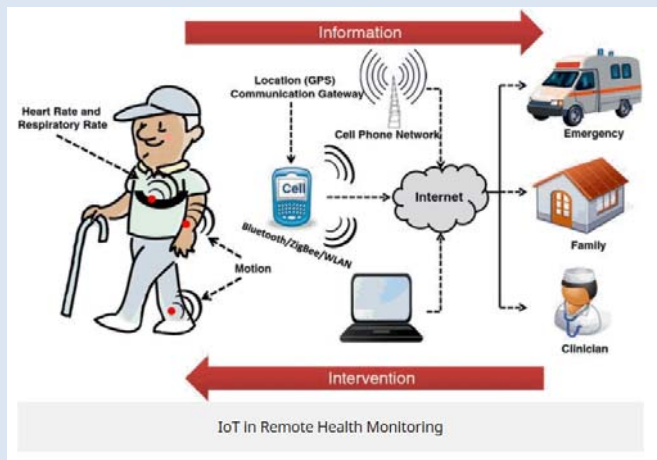 Information
Location (GPS)
Communication Gateway
Heart Rate and
Respiratory Rate
Cell Phone Network
Emergency
Cell
Internet
Bluetooth/ZigBee/WLAN
Family
Motion
Clinician
Intervention
IoT in Remote Health Monitoring